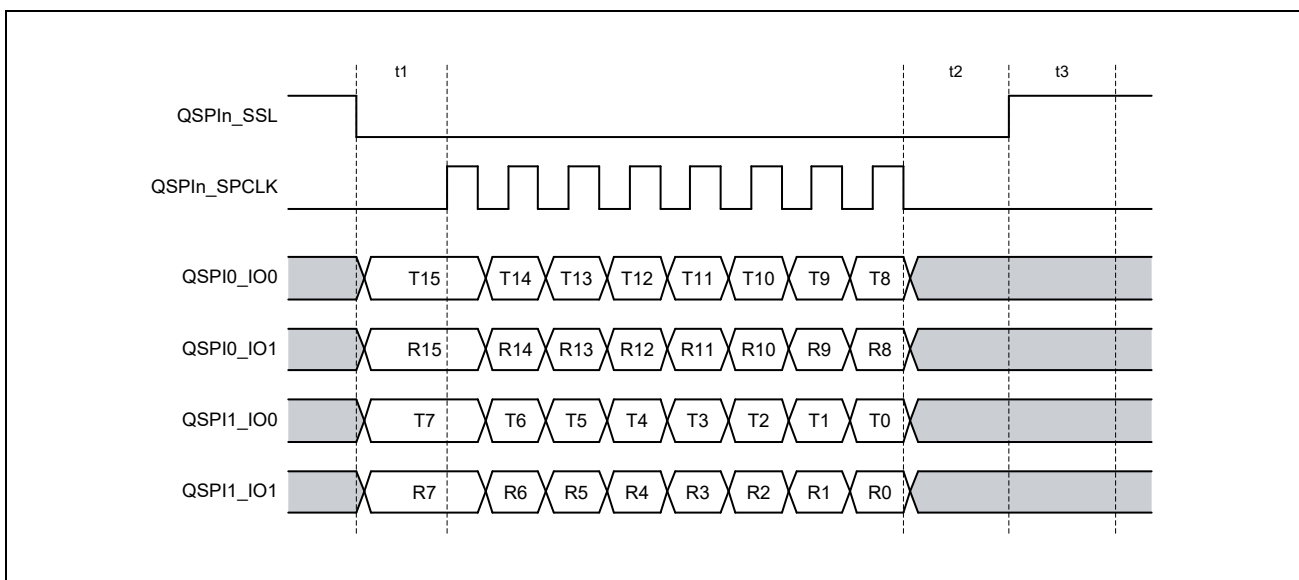 t1 t2 t3
QSPIn_SSL
QSPIn_SPCLK
QSPI0_IO0 T15 T14 T13 T12 T11 T10 T9 T8
QSPI0_IO1 R15 R14 R13 R12 R11 R10 R9 R8
QSPI1_IO0 T7 T6 T5 T4 T3 T2 T1 T0
QSPI1_IO1 R7 R6 R5 R4 R3 R2 R1 R0